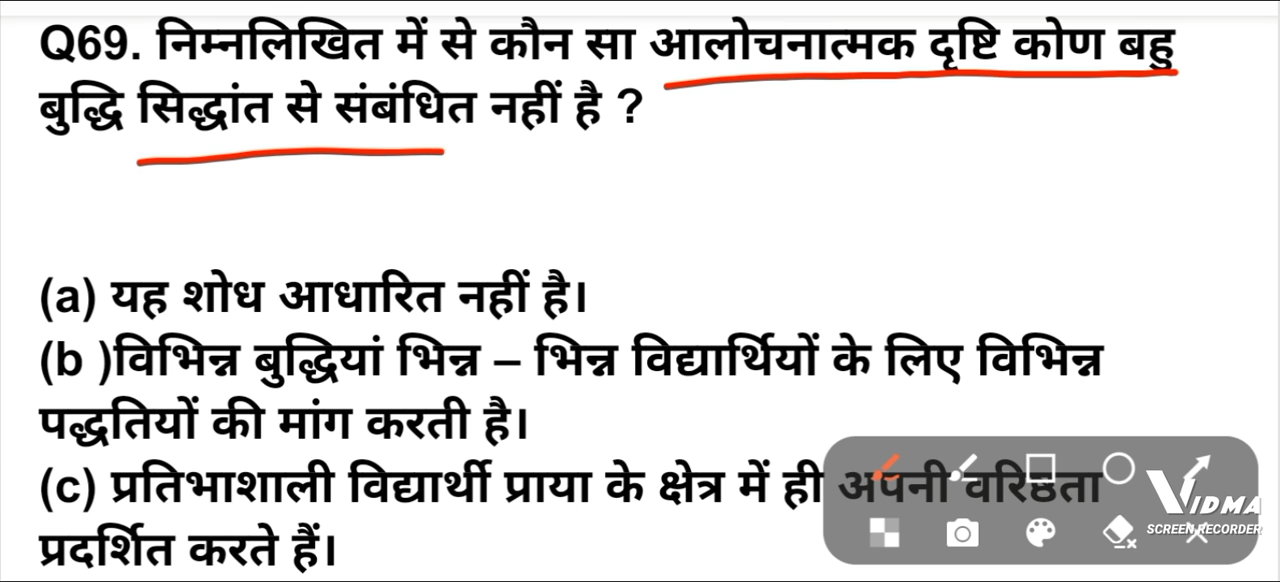 Q69. निम्नलिखित में से कौन सा आलोचनात्मक दृष्टि कोण बहु
बुद्धि सिद्धांत से संबंधित नहीं है ?
(a) यह शोध आधारित नहीं है।
(b )विभिन्न बुद्धियां भिन्न – भिन्न विद्यार्थियों के लिए विभिन्न
पद्धतियों की मांग करती है।
(c) प्रतिभाशाली विद्यार्थी प्राया के क्षेत्र में ही अपनी वरिष्ठता
प्रदर्शित करते हैं।
VIDMA
SCREEN RECORDER